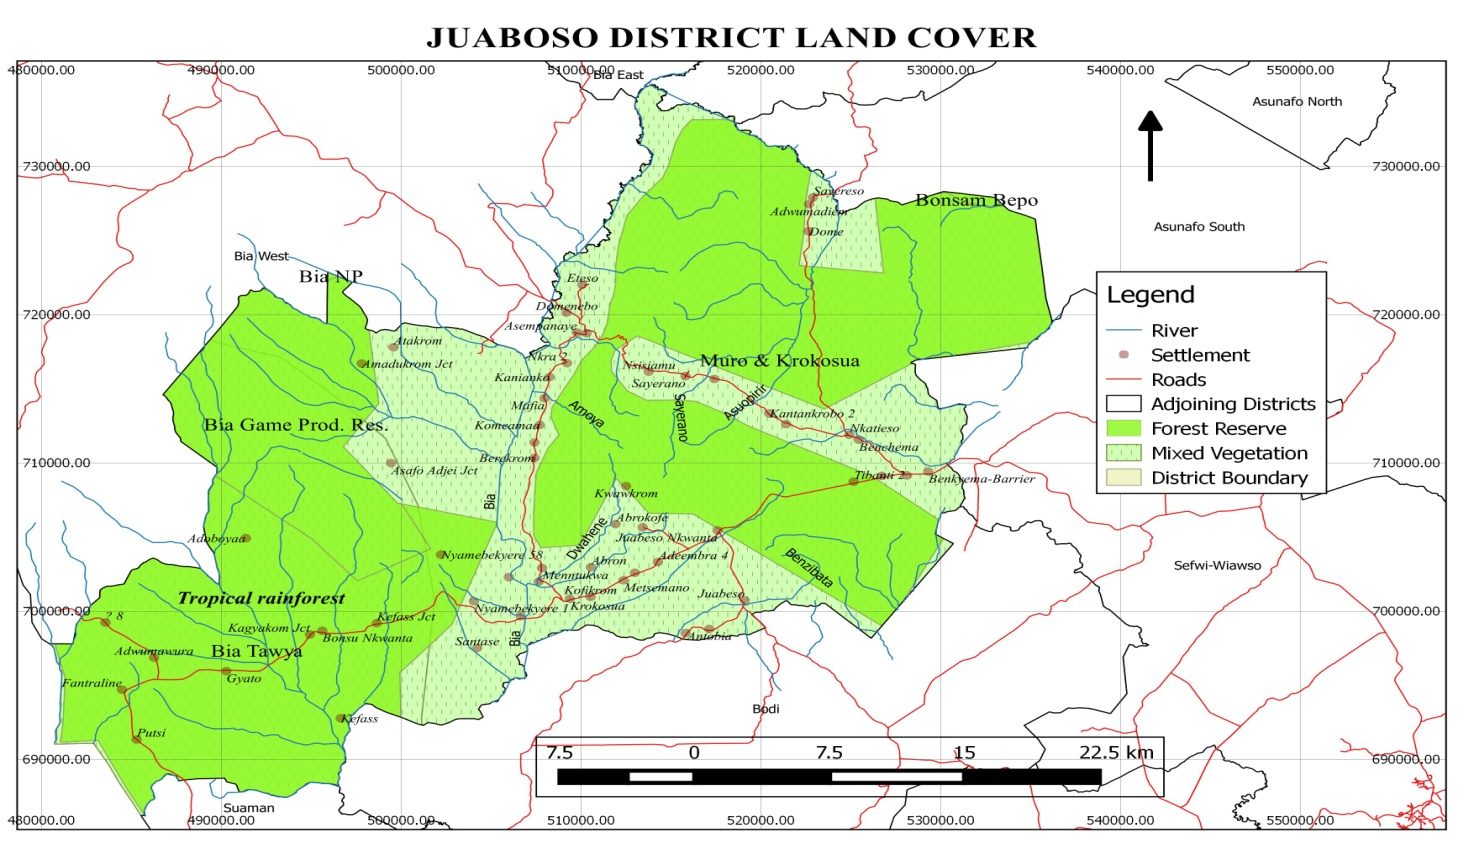 JUABOSO DISTRICT LAND COVER
480000.00
490000.00
500000.00
510000.00
520000.00
530000.00
540000.00
550000.00
Bia East
Asunafo North
730000.00
730000.00
Sayereso
Adwumadiem
Dome
Bonsam Bepo
Asunafo South
Bia West
Bia NP
Eteso
Domenebo
Asempanaye
720000.00
720000.00
Legend
River
Settlement
Roads
Adjoining Districts
Forest Reserve
Mixed Vegetation
District Boundary
Atakrom
Amadukrom Jct
Nkra 2
Kanianka
Nsisiamu
Sayerano
Muro & Krokosua
Mafia
Amoya
Sayerano
Asuopirir
Kantankrobo 2
Komeamaa
Nkatieso
Benchema
Bia Game Prod. Res.
Berekrom
710000.00
710000.00
Asafo Adjei Jct
Tibanti 2
Benkyema-Barrier
Bia
Kwawkrom
Abrokofe
Juaboso Nkwanta
Dwahene
Adoboyaa
Nyamebekyere 58
Abron
Adeembra 4
Benzibata
Menntukwa
Metsemano
Sefwi-Wiawso
Kofikrom
Juabeso
Tropical rainforest
Nyamebekyere 1
Krokosua
700000.00
700000.00
? 8
Kefass Jct
Kagyakom Jct
Bonsu Nkwanta
Santase
Bia
Antobia
Adwumawura
Bia Tawya
Fantraline
Gyato
Kefass
Bodi
Putsi
7.5
0
7.5
15
22.5 km
690000.00
690000.00
Suaman
480000.00
490000.00
500000.00
510000.00
520000.00
530000.00
540000.00
550000.00